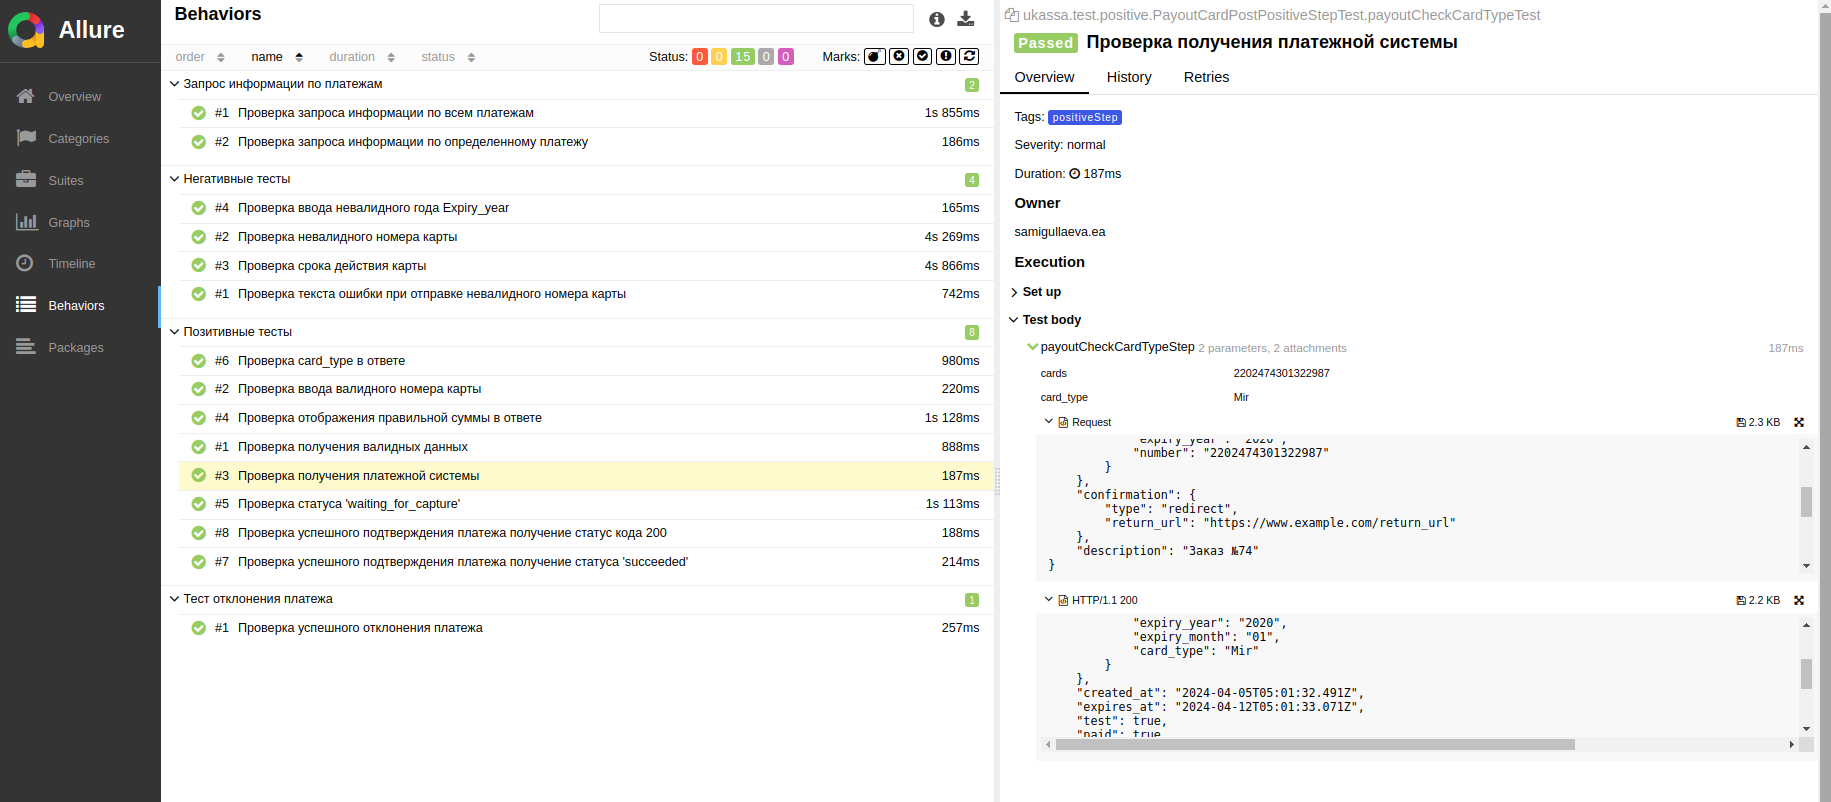 Allure
Overview
Categories
Suites
Graphs
Timeline
Behaviors
Packages
Behaviors
order name duration status Status: 0 0 15 0 0 Marks:
Запрос информации по платежам 2
#1 Проверка запроса информации по всем платежам 1s 855ms
#2 Проверка запроса информации по определенному платежу 186ms
Негативные тесты 4
#4 Проверка ввода невалидного года Expiry_year 165ms
#2 Проверка невалидного номера карты 4s 269ms
#3 Проверка срока действия карты 4s 866ms
#1 Проверка текста ошибки при отправке невалидного номера карты 742ms
Позитивные тесты 8
#6 Проверка card_type в ответе 980ms
#2 Проверка ввода валидного номера карты 220ms
#4 Проверка отображения правильной суммы в ответе 1s 128ms
#1 Проверка получения валидных данных 888ms
#3 Проверка получения платежной системы 187ms
#5 Проверка статуса 'waiting_for_capture' 1s 113ms
#8 Проверка успешного подтверждения платежа получение статус кода 200 188ms
#7 Проверка успешного подтверждения платежа получение статуса 'succeeded' 214ms
Тест отклонения платежа 1
#1 Проверка успешного отклонения платежа 257ms
ukassa.test.positive.PayoutCardPostPositiveStepTest.payoutCheckCardTypeTest
Passed Проверка получения платежной системы
Overview History Retries
Tags: positiveStep
Severity: normal
Duration: 187ms
Owner
samigullaeva.ea
Execution
Set up
Test body
payoutCheckCardTypeStep 2 parameters, 2 attachments 187ms
cards 2202474301322987
card_type Mir
Request 2.3 KB
"expiry_year": "2020",
"number": "2202474301322987"
}
},
"confirmation": {
"type": "redirect",
"return_url": "https://www.example.com/return_url"
},
"description": "Заказ №74"
}
HTTP/1.1 200 2.2 KB
"expiry_year": "2020",
"expiry_month": "01",
"card_type": "Mir"
}
},
"created_at": "2024-04-05T05:01:32.491Z",
"expires_at": "2024-04-12T05:01:33.071Z",
"test": true,
"paid": true